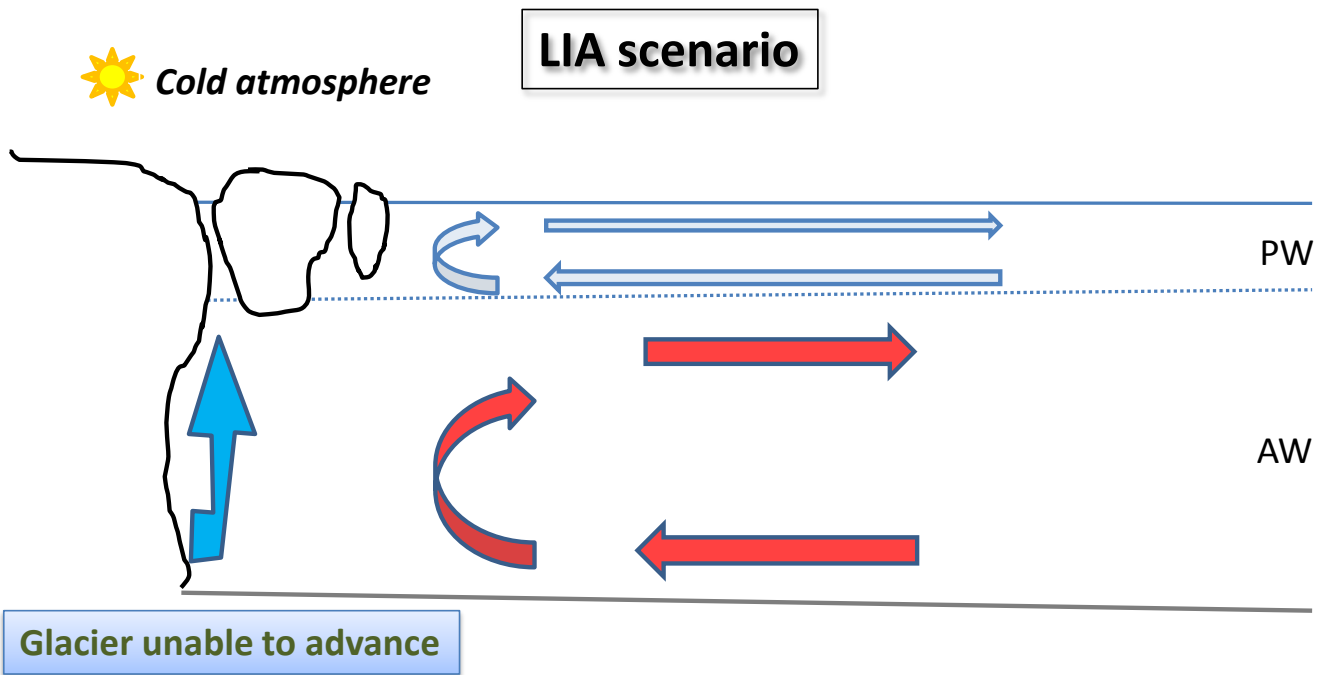 LIA scenario
Cold atmosphere
PW
AW
Glacier unable to advance